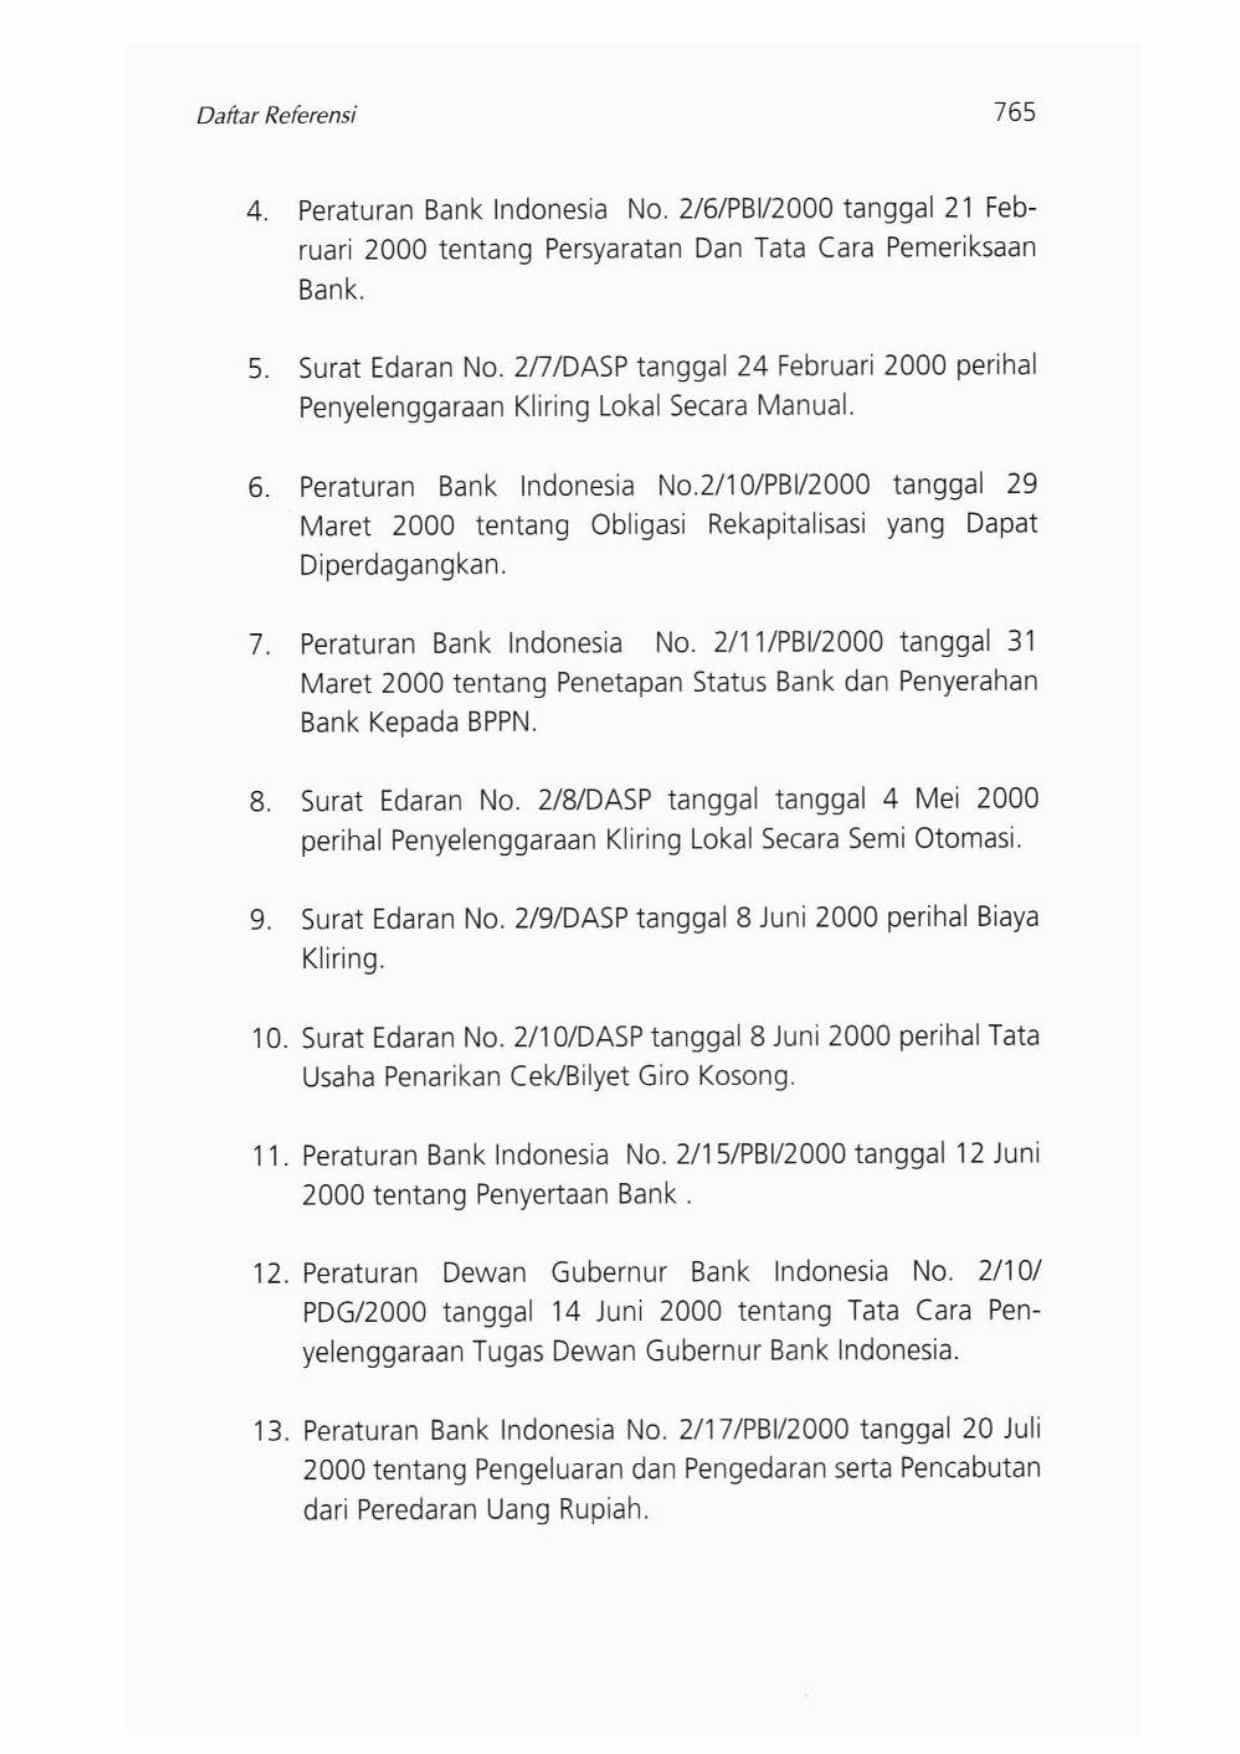 Daftar Referensi 765
4. Peraturan Bank Indonesia No. 2/6/PBI/2000 tanggal 21 Feb-
ruari 2000 tentang Persyaratan Dan Tata Cara Pemeriksaan
Bank.
5. Surat Edaran No. 2/7/DASP tanggal 24 Februari 2000 perihal
Penyelenggaraan Kliring Lokal Secara Manual.
6. Peraturan Bank Indonesia No.2/10/PBI/2000 tanggal 29
Maret 2000 tentang Obligasi Rekapitalisasi yang Dapat
Diperdagangkan.
7. Peraturan Bank Indonesia No. 2/11/PBI/2000 tanggal 31
Maret 2000 tentang Penetapan Status Bank dan Penyerahan
Bank Kepada BPPN.
8. Surat Edaran No. 2/8/DASP tanggal tanggal 4 Mei 2000
perihal Penyelenggaraan Kliring Lokal Secara Semi Otomasi.
9. Surat Edaran No. 2/9/DASP tanggal 8 Juni 2000 perihal Biaya
Kliring.
10. Surat Edaran No. 2/10/DASP tanggal 8 Juni 2000 perihal Tata
Usaha Penarikan Cek/Bilyet Giro Kosong.
11. Peraturan Bank Indonesia No. 2/15/PBI/2000 tanggal 12 Juni
2000 tentang Penyertaan Bank .
12. Peraturan Dewan Gubernur Bank Indonesia No. 2/10/
PDG/2000 tanggal 14 Juni 2000 tentang Tata Cara Pen-
yelenggaraan Tugas Dewan Gubernur Bank Indonesia.
13. Peraturan Bank Indonesia No. 2/17/PBI/2000 tanggal 20 Juli
2000 tentang Pengeluaran dan Pengedaran serta Pencabutan
dari Peredaran Uang Rupiah.